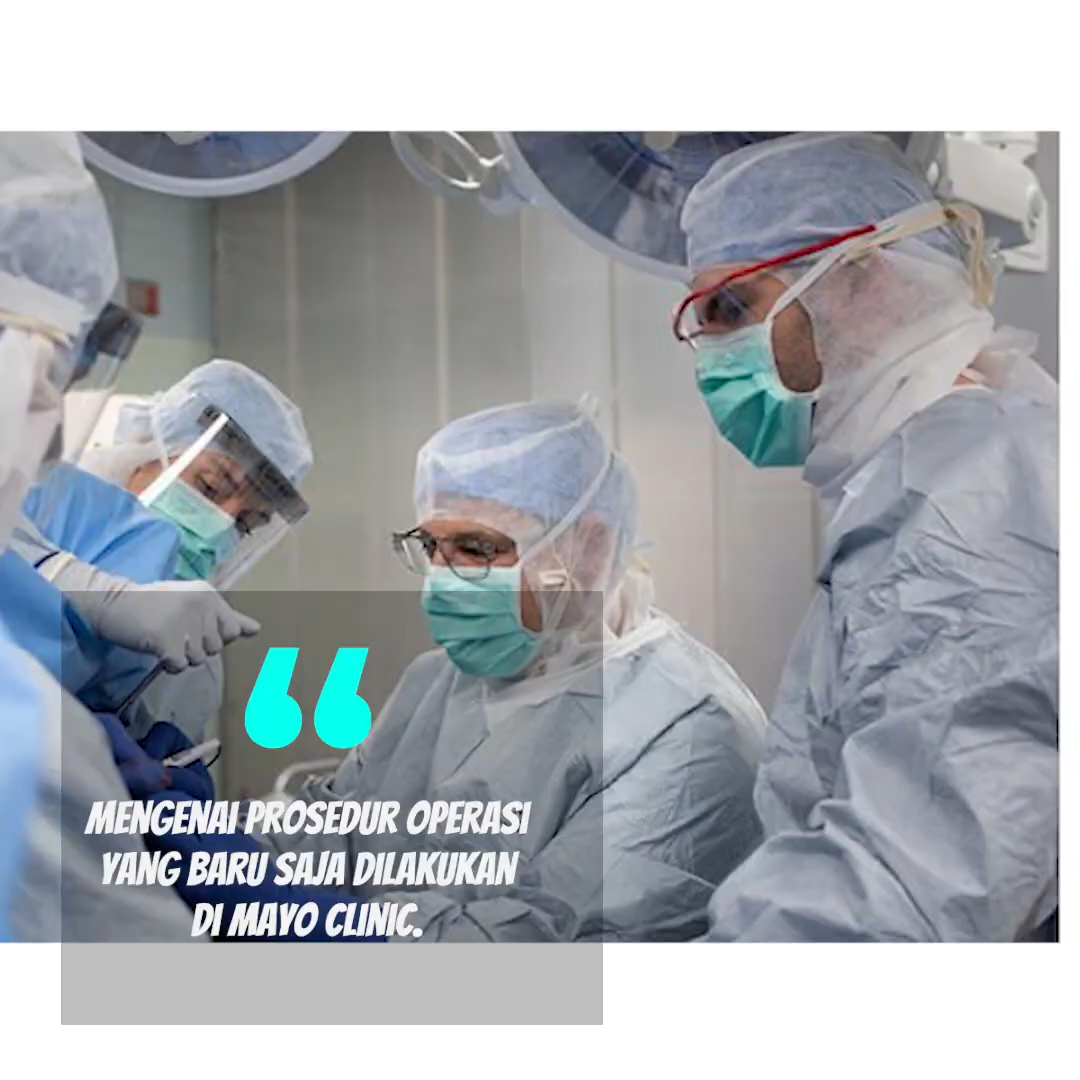 “
MENGENAI PROSEDUR OPERASI
YANG BARU SAJA DILAKUKAN
DI MAYO CLINIC.